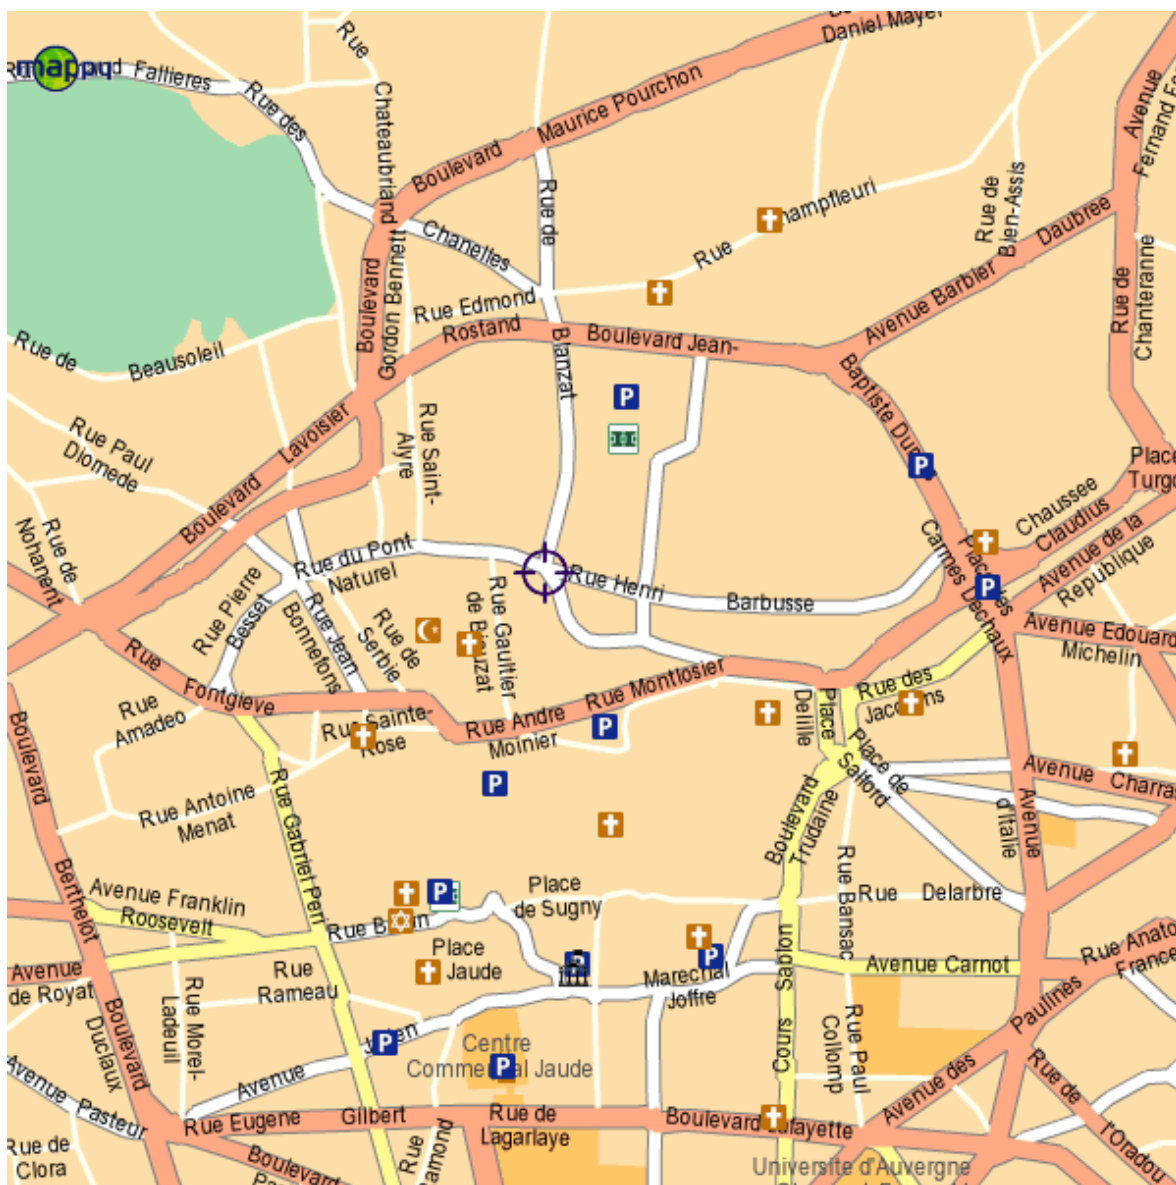 Rue
Daniel Mayer
mappy
Fallieres
Rue des
Chateaubriand
Maurice Pourchon
Boulevard
Avenue
Fernand
Rue de
Chanelles
Rue
Rue de
Bien-Assis
Daubree
Boulevard
Gordon Bennett
Rue Edmond
Rostand
Blanzat
Boulevard Jean-
Avenue Barbier
Rue de
Chanteranne
Rue de
Beausoleil
Baptiste
Rue Paul
Diomede
Lavoisier
Boulevard
Rue Saint-
Alyre
Place
Chaussee
Claudius
Rue de
Nohanent
Avenue de la
Republique
Place des
Carmes Dechaux
Rue du Pont
Naturel
Rue Henri
Barbusse
Rue Pierre
Besset
Rue Jean
Bonnefons
Rue de
Serbie
Rue Gaultier
de Biauzat
Avenue Edouard
Michelin
Rue
Fontgieve
Rue Montlosier
Rue des
Rue
Amadeo
Rue Sainte-
Rose
Rue Andre
Moinier
Place
Delille
Boulevard
Place de
Salford
Avenue Charras
Rue Antoine
Menat
Rue Gabriel Peri
Boulevard
Trudaine
Avenue
d'Italie
Berthelot
Avenue Franklin
Roosevelt
Place
de Sugny
Rue Bansac
Rue Delarbre
Rue
Place
Jaude
Avenue
de Royat
Rue
Rameau
Marechal
Joffre
Cours Sablon
Avenue Carnot
Rue
France
Paulines
Rue Morel-
Ladeuil
Boulevard
Duclaux
Centre
Jaude
Rue Paul
Collomp
Avenue
Avenue des
Avenue Pasteur
Rue Eugene Gilbert
Rue de
Lagarlaye
Boulevard Lafayette
Rue de
l'Oradou
Rue de
Clora
Boulevard
Rue
Universite d'Auvergne